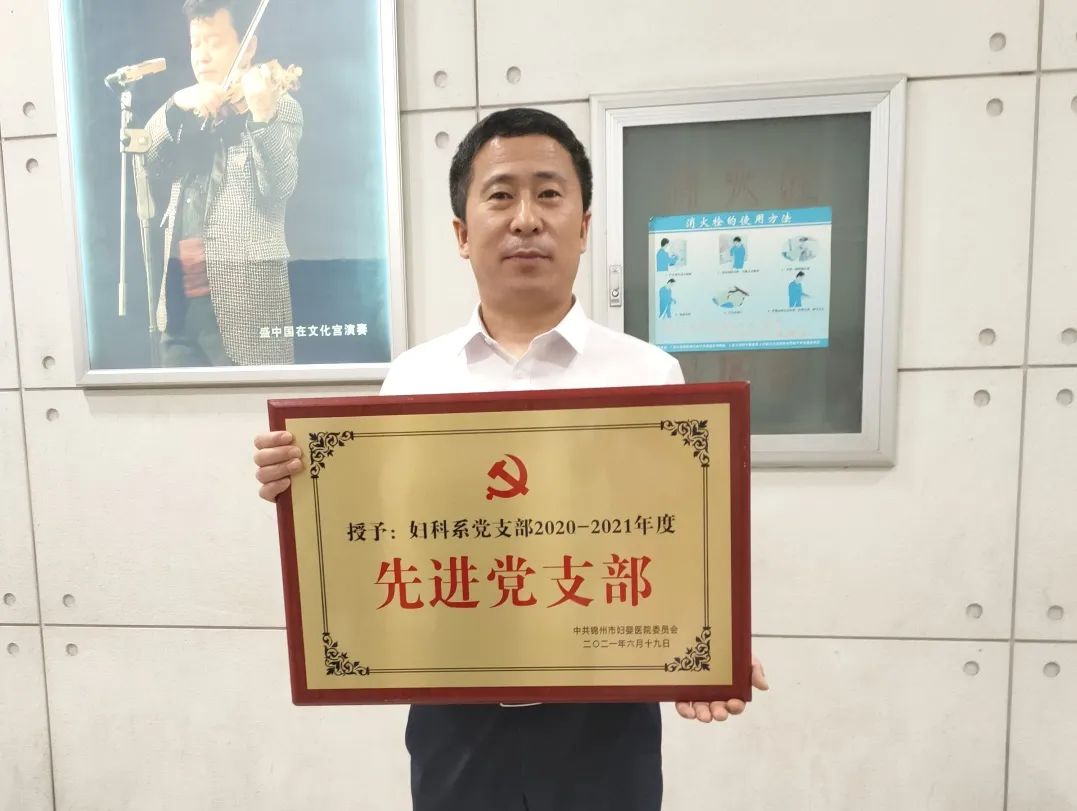 盛中国在文化宫演奏
消火栓的使用方法
授予：妇科系党支部2020-2021年度
先进党支部
中共锦州市妇婴医院委员会
二〇二一年六月十九日